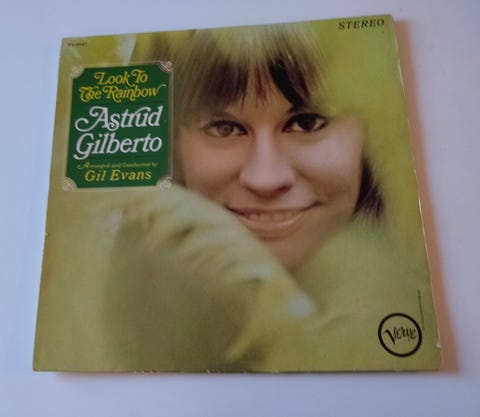 STEREO
Look To
The Rainbow
Astrud
Gilberto
Arranged and Conducted by
Gil Evans
Verve